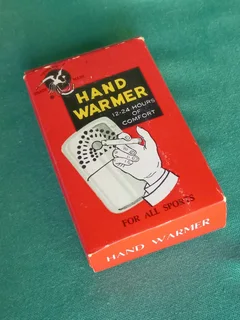 HAND
WARMER
12-24 HOURS
OF
COMFORT
FOR ALL SPORTS
HAND WARMER